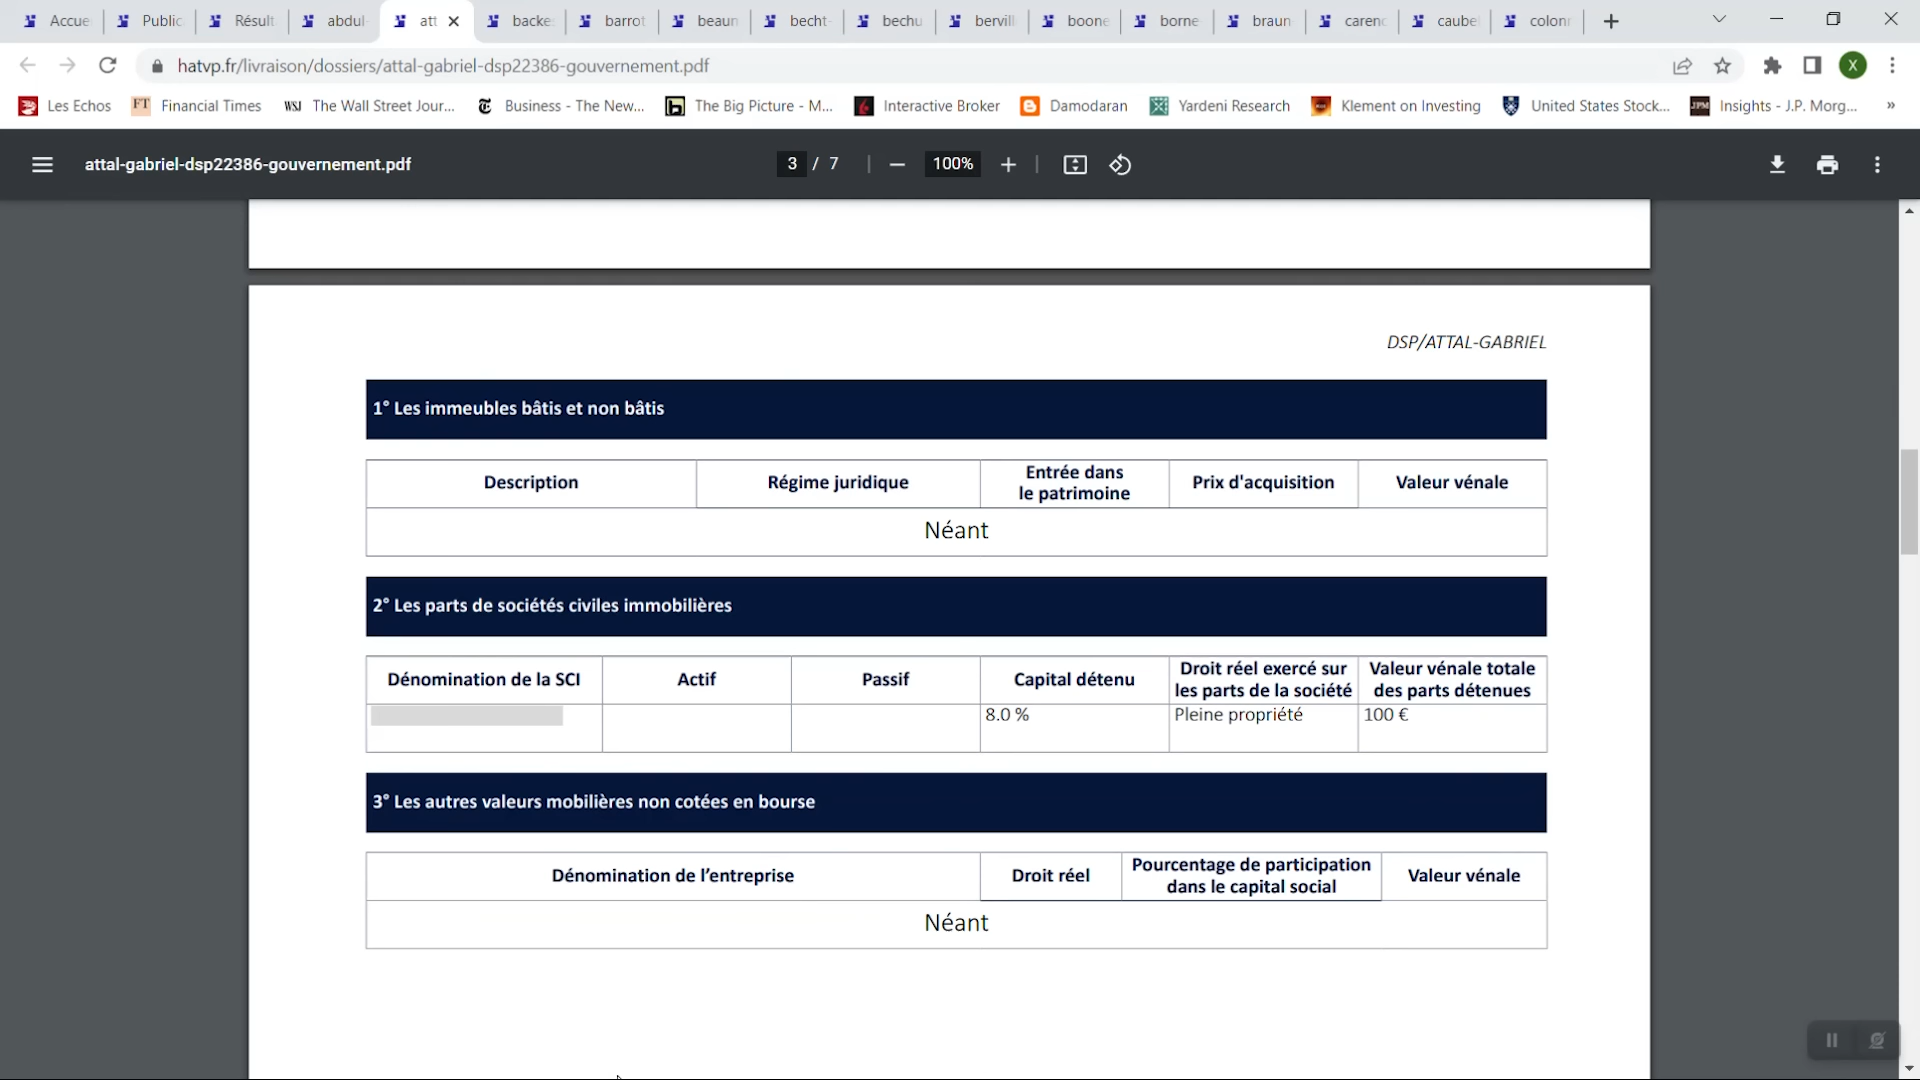 Accue
Public
Résult
abdul-
att
backe
barrot
beaun
becht-
bechu
bervill
boone
borne
braun
carenc
caube
colonn
hatvp.fr/livraison/dossiers/attal-gabriel-dsp22386-gouvernement.pdf
X
Les Echos
FT Financial Times
WSJ The Wall Street Jour...
Business - The New...
The Big Picture - M...
Interactive Broker
Damodaran
Yardeni Research
Klement on Investing
United States Stock...
JPM Insights - J.P. Morg...
»
attal-gabriel-dsp22386-gouvernement.pdf
3 / 7
100%
DSP/ATTAL-GABRIEL
1° Les immeubles bâtis et non bâtis
Description
Régime juridique
Entrée dans
le patrimoine
Prix d'acquisition
Valeur vénale
Néant
2° Les parts de sociétés civiles immobilières
Dénomination de la SCI
Actif
Passif
Capital détenu
Droit réel exercé sur
les parts de la société
Valeur vénale totale
des parts détenues
8.0 %
Pleine propriété
100 €
3° Les autres valeurs mobilières non cotées en bourse
Dénomination de l’entreprise
Droit réel
Pourcentage de participation
dans le capital social
Valeur vénale
Néant